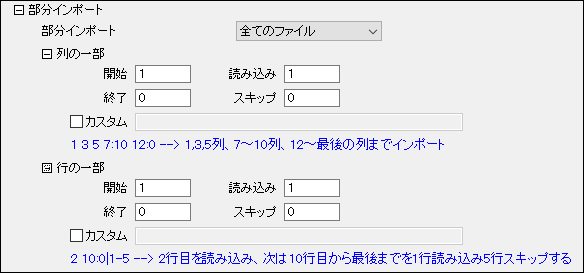 部分インポート
部分インポート 全てのファイル
列の一部
開始 1 読み込み 1
終了 0 スキップ 0
カスタム
1 3 5 7:10 12:0 --> 1,3,5列、7～10列、12～最後の列までインポート
行の一部
開始 1 読み込み 1
終了 0 スキップ 0
カスタム
2 10:0|1-5 --> 2行目を読み込み、次は10行目から最後までを1行読み込み5行スキップする